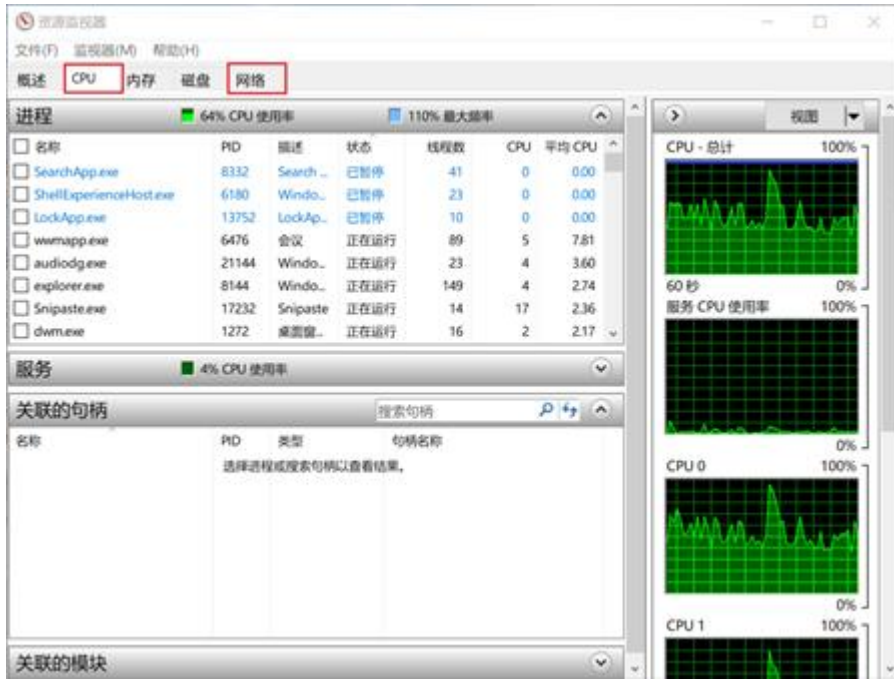 资源监视器
文件(F) 监视器(M) 帮助(H)
概述 CPU 内存 磁盘 网络
进程 64% CPU 使用率 110% 最大频率
名称 PID 描述 状态 线程数 CPU 平均 CPU
SearchApp.exe 8332 Search ... 已暂停 41 0 0.00
ShellExperienceHost.exe 6180 Windo... 已暂停 23 0 0.00
LockApp.exe 13752 LockAp... 已暂停 10 0 0.00
wwmapp.exe 6476 会议 正在运行 89 5 7.81
audiodg.exe 21144 Windo... 正在运行 23 4 3.60
explorer.exe 8144 Windo... 正在运行 149 4 2.74
Snipaste.exe 17232 Snipaste 正在运行 14 17 2.36
dwm.exe 1272 桌面窗... 正在运行 16 2 2.17
服务 4% CPU 使用率
关联的句柄 搜索句柄
名称 PID 类型 句柄名称
选择进程或搜索句柄以查看结果。
关联的模块
视图
CPU - 总计 100%
60 秒 0%
服务 CPU 使用率 100%
0%
CPU 0 100%
0%
CPU 1 100%